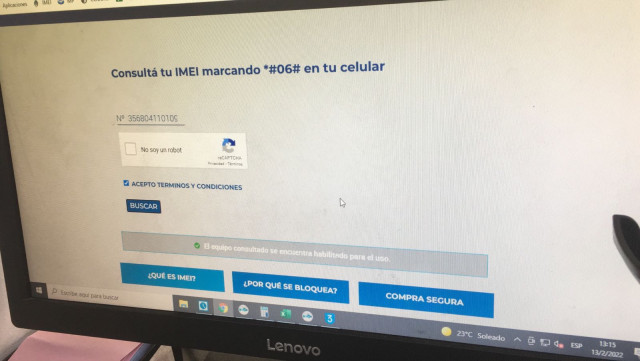 Aplicaciones
IMEI
Consultá tu IMEI marcando *#06# en tu celular
Nº 356804110109
No soy un robot
reCAPTCHA
Privacidad - Términos
ACEPTO TERMINOS Y CONDICIONES
BUSCAR
El equipo consultado se encuentra habilitado para el uso.
¿QUÉ ES IMEI?
¿POR QUÉ SE BLOQUEA?
COMPRA SEGURA
Escribe aquí para buscar
23°C Soleado
ESP
13:15
13/2/2022
Lenovo